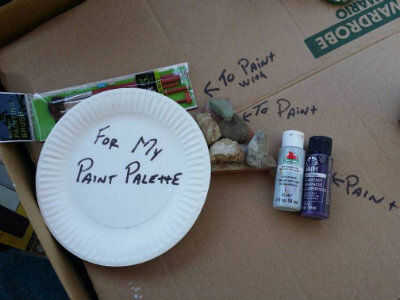 WARDROBE
To Paint
with
To Paint
For My
Paint Palette
Paint